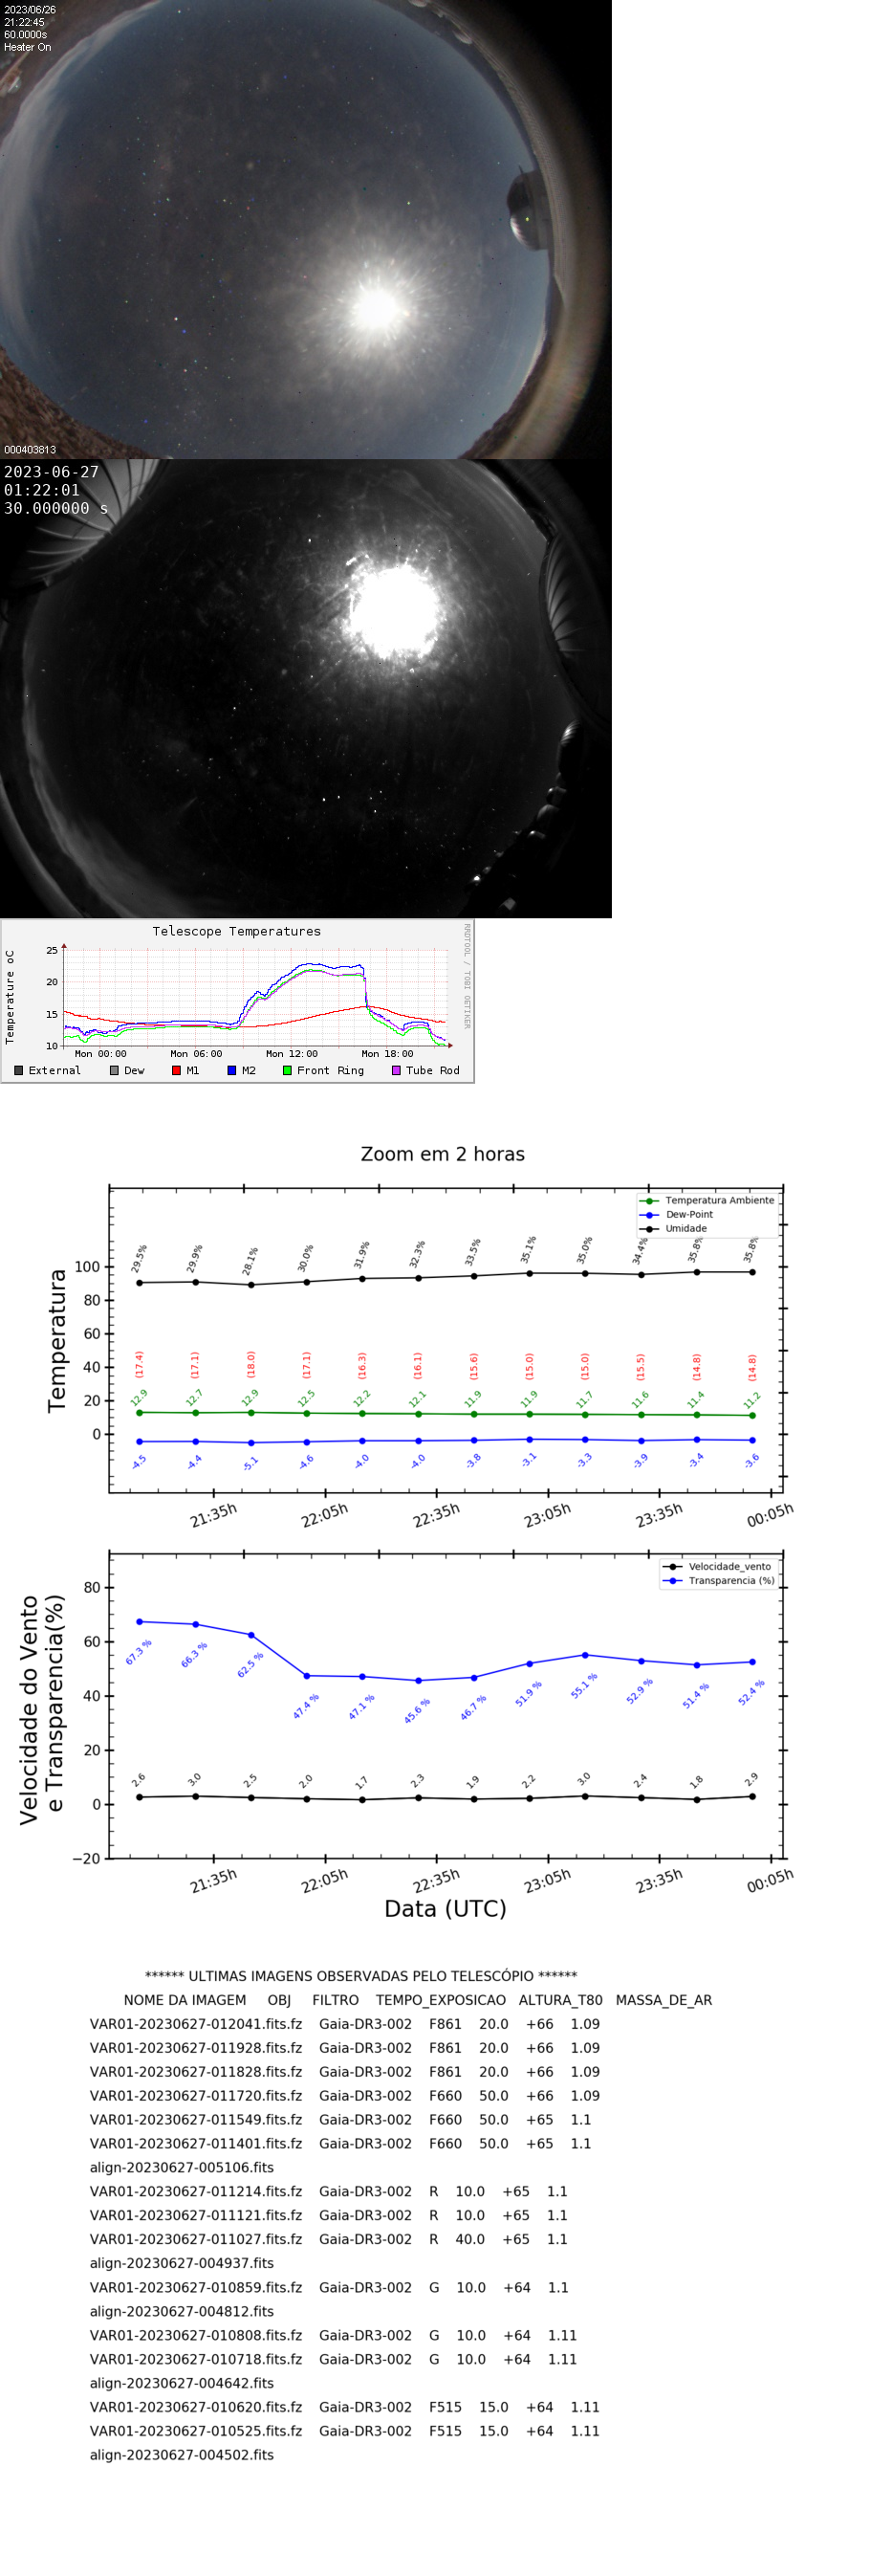 2023/06/26
21:22:45
60.0000s
Heater On
000403813
2023-06-27
01:22:01
30.000000 s
Telescope Temperatures
RRDTOOL / TOBI OETIKER
Temperature oC
25
20
15
10
Mon 00:00 Mon 06:00 Mon 12:00 Mon 18:00
External Dew M1 M2 Front Ring Tube Rod
Zoom em 2 horas
Temperatura Ambiente
Dew-Point
Umidade
Temperatura
100
80
60
40
20
0
29.5% 29.9% 28.1% 30.0% 31.9% 32.3% 33.5% 35.1% 35.0% 34.4% 35.8% 35.8%
(17.4) (17.1) (18.0) (17.1) (16.3) (16.1) (15.6) (15.0) (15.0) (15.5) (14.8) (14.8)
12.9 12.7 12.9 12.5 12.2 12.1 11.9 11.9 11.7 11.6 11.4 11.2
-4.5 -4.4 -5.1 -4.6 -4.0 -4.0 -3.8 -3.1 -3.3 -3.9 -3.4 -3.6
21:35h 22:05h 22:35h 23:05h 23:35h 00:05h
Velocidade_vento
Transparencia (%)
Velocidade do Vento
e Transparencia(%)
80
60
40
20
0
−20
67.3 % 66.3 % 62.5 % 47.4 % 47.1 % 45.6 % 46.7 % 51.9 % 55.1 % 52.9 % 51.4 % 52.4 %
2.6 3.0 2.5 2.0 1.7 2.3 1.9 2.2 3.0 2.4 1.8 2.9
21:35h 22:05h 22:35h 23:05h 23:35h 00:05h
Data (UTC)
****** ULTIMAS IMAGENS OBSERVADAS PELO TELESCÓPIO ******
NOME DA IMAGEM OBJ FILTRO TEMPO_EXPOSICAO ALTURA_T80 MASSA_DE_AR
VAR01-20230627-012041.fits.fz Gaia-DR3-002 F861 20.0 +66 1.09
VAR01-20230627-011928.fits.fz Gaia-DR3-002 F861 20.0 +66 1.09
VAR01-20230627-011828.fits.fz Gaia-DR3-002 F861 20.0 +66 1.09
VAR01-20230627-011720.fits.fz Gaia-DR3-002 F660 50.0 +66 1.09
VAR01-20230627-011549.fits.fz Gaia-DR3-002 F660 50.0 +65 1.1
VAR01-20230627-011401.fits.fz Gaia-DR3-002 F660 50.0 +65 1.1
align-20230627-005106.fits
VAR01-20230627-011214.fits.fz Gaia-DR3-002 R 10.0 +65 1.1
VAR01-20230627-011121.fits.fz Gaia-DR3-002 R 10.0 +65 1.1
VAR01-20230627-011027.fits.fz Gaia-DR3-002 R 40.0 +65 1.1
align-20230627-004937.fits
VAR01-20230627-010859.fits.fz Gaia-DR3-002 G 10.0 +64 1.1
align-20230627-004812.fits
VAR01-20230627-010808.fits.fz Gaia-DR3-002 G 10.0 +64 1.11
VAR01-20230627-010718.fits.fz Gaia-DR3-002 G 10.0 +64 1.11
align-20230627-004642.fits
VAR01-20230627-010620.fits.fz Gaia-DR3-002 F515 15.0 +64 1.11
VAR01-20230627-010525.fits.fz Gaia-DR3-002 F515 15.0 +64 1.11
align-20230627-004502.fits